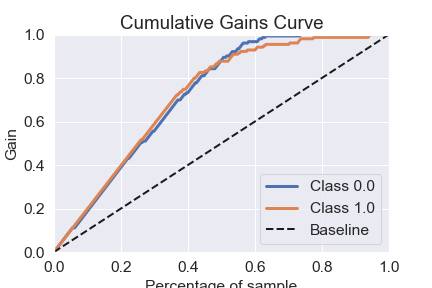 Cumulative Gains Curve
1.0
0.8
0.6
0.4
0.2
0.0
Gain
Class 0.0
Class 1.0
Baseline
0.0 0.2 0.4 0.6 0.8 1.0
Percentage of sample